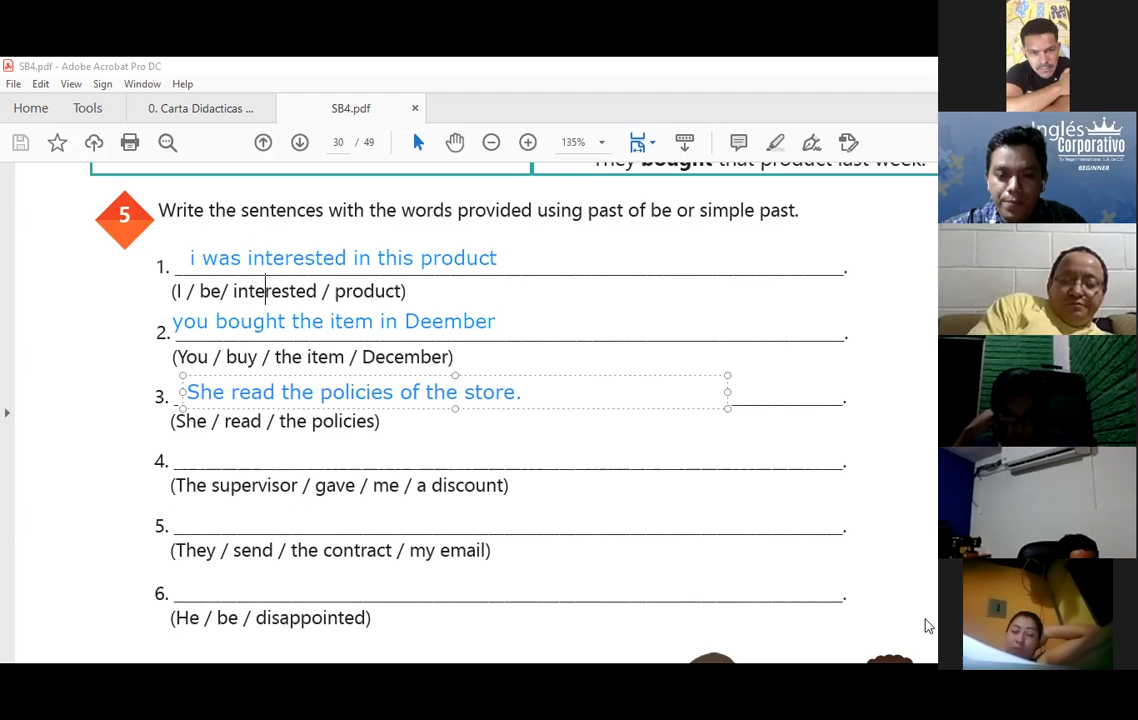 SB4.pdf - Adobe Acrobat Pro DC
File Edit View Sign Window Help
Home Tools 0. Carta Didacticas ... SB4.pdf ×
30 / 49 135%
They bought that product last week.
5 Write the sentences with the words provided using past of be or simple past.
i was interested in this product
1. .
(I / be/ interested / product)
you bought the item in Deember
2. .
(You / buy / the item / December)
She read the policies of the store.
3. .
(She / read / the policies)
4. .
(The supervisor / gave / me / a discount)
5. .
(They / send / the contract / my email)
6. .
(He / be / disappointed)
Inglés
Corporativo
BEGINNER